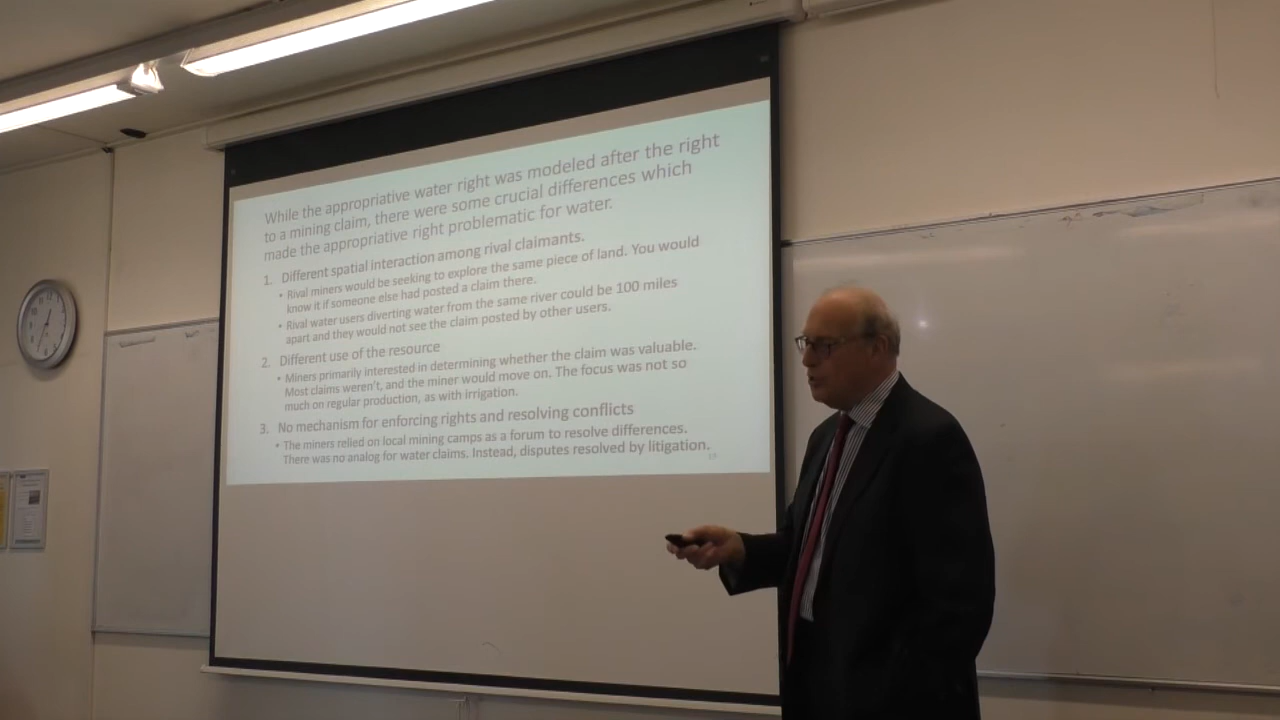 While the appropriative water right was modeled after the right
to a mining claim, there were some crucial differences which
made the appropriative right problematic for water.
1. Different spatial interaction among rival claimants.
• Rival miners would be seeking to explore the same piece of land. You would
know it if someone else had posted a claim there.
• Rival water users diverting water from the same river could be 100 miles
apart and they would not see the claim posted by other users.
2. Different use of the resource
• Miners primarily interested in determining whether the claim was valuable.
Most claims weren't, and the miner would move on. The focus was not so
much on regular production, as with irrigation.
3. No mechanism for enforcing rights and resolving conflicts
• The miners relied on local mining camps as a forum to resolve differences.
There was no analog for water claims. Instead, disputes resolved by litigation.